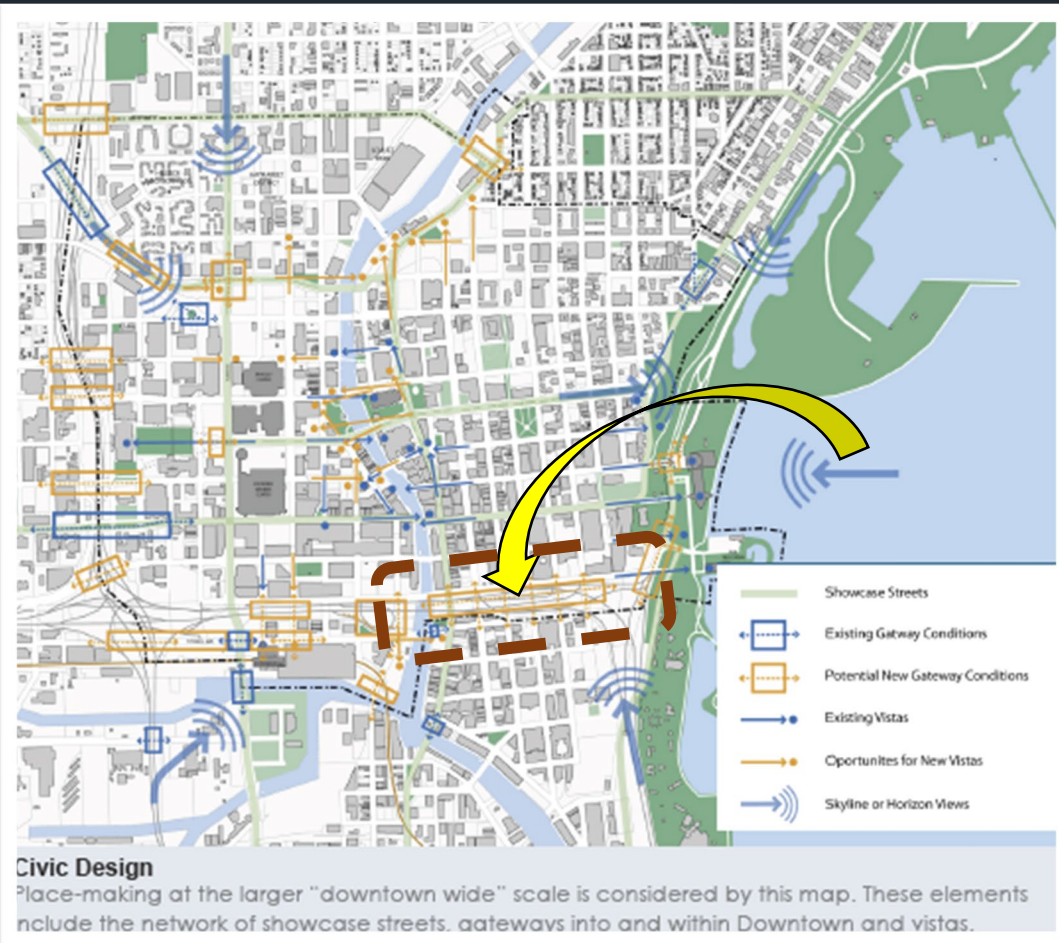 Showcase Streets
Existing Gatway Conditions
Potential New Gateway Conditions
Existing Vistas
Oportunites for New Vistas
Skyline or Horizon Views
Civic Design
Place-making at the larger "downtown wide" scale is considered by this map. These elements
include the network of showcase streets, gateways into and within Downtown and vistas.